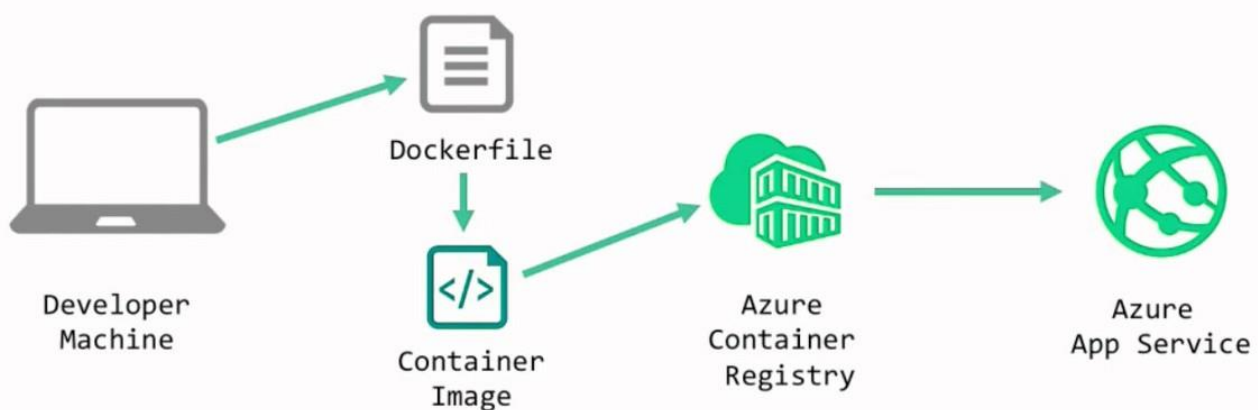 Developer
Machine
Dockerfile
</>
Container
Image
Azure
Container
Registry
Azure
App Service